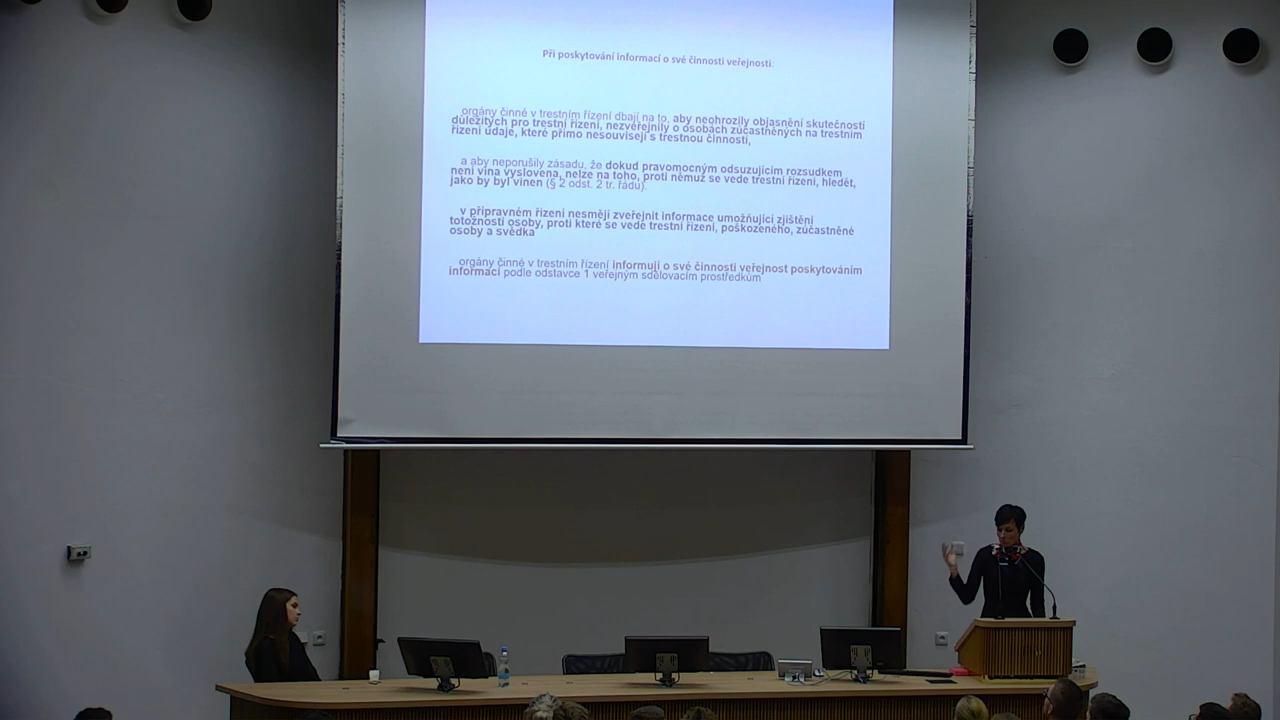 Při poskytování informací o své činnosti veřejnosti:
orgány činné v trestním řízení dbají na to, aby neohrozily objasnění skutečností
důležitých pro trestní řízení, nezveřejnily o osobách zúčastněných na trestním
řízení údaje, které přímo nesouvisejí s trestnou činností,
a aby neporušily zásadu, že dokud pravomocným odsuzujícím rozsudkem
není vina vyslovena, nelze na toho, proti němuž se vede trestní řízení, hledět,
jako by byl vinen (§ 2 odst. 2 tr. řádu).
v přípravném řízení nesmějí zveřejnit informace umožňující zjištění
totožnosti osoby, proti které se vede trestní řízení, poškozeného, zúčastněné
osoby a svědka
orgány činné v trestním řízení informují o své činnosti veřejnost poskytováním
informací podle odstavce 1 veřejným sdělovacím prostředkům